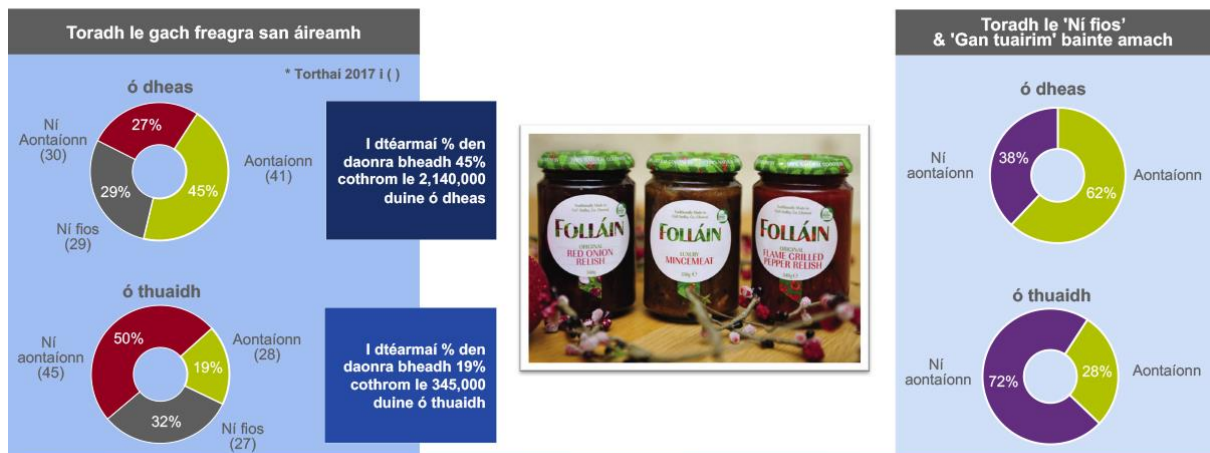 Toradh le gach freagra san áireamh
* Torthaí 2017 i ( )
ó dheas
Ní
Aontaíonn
(30)
27%
Aontaíonn
(41)
45%
29%
Ní fios
(29)
I dtéarmaí % den
daonra bheadh 45%
cothrom le 2,140,000
duine ó dheas
ó thuaidh
Ní
aontaíonn
(45)
50%
Aontaíonn
(28)
19%
32%
Ní fios
(27)
I dtéarmaí % den
daonra bheadh 19%
cothrom le 345,000
duine ó thuaidh
FOLLÁIN
ORIGINAL
RED ONION
RELISH
FOLLÁIN
LUXURY
MINCEMEAT
FOLLÁIN
ORIGINAL
FLAME GRILLED
PEPPER RELISH
Toradh le 'Ní fios'
& 'Gan tuairim' bainte amach
ó dheas
Ní
aontaíonn
38%
62%
Aontaíonn
ó thuaidh
Ní
aontaíonn
72%
28%
Aontaíonn